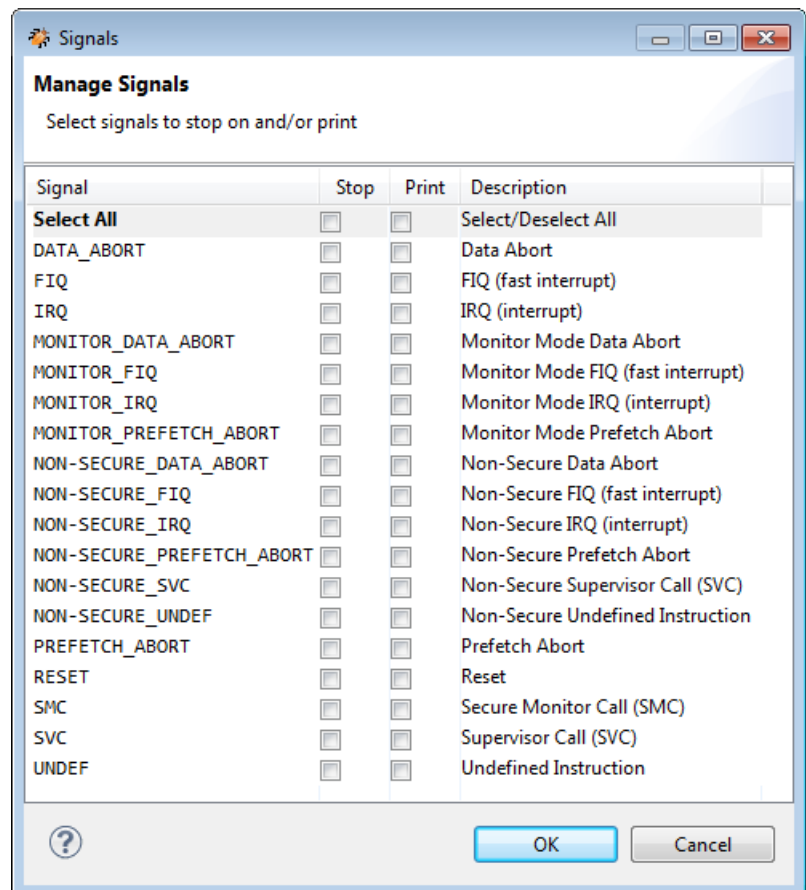 Signals
Manage Signals
Select signals to stop on and/or print
Signal Stop Print Description
Select All Select/Deselect All
DATA_ABORT Data Abort
FIQ FIQ (fast interrupt)
IRQ IRQ (interrupt)
MONITOR_DATA_ABORT Monitor Mode Data Abort
MONITOR_FIQ Monitor Mode FIQ (fast interrupt)
MONITOR_IRQ Monitor Mode IRQ (interrupt)
MONITOR_PREFETCH_ABORT Monitor Mode Prefetch Abort
NON-SECURE_DATA_ABORT Non-Secure Data Abort
NON-SECURE_FIQ Non-Secure FIQ (fast interrupt)
NON-SECURE_IRQ Non-Secure IRQ (interrupt)
NON-SECURE_PREFETCH_ABORT Non-Secure Prefetch Abort
NON-SECURE_SVC Non-Secure Supervisor Call (SVC)
NON-SECURE_UNDEF Non-Secure Undefined Instruction
PREFETCH_ABORT Prefetch Abort
RESET Reset
SMC Secure Monitor Call (SMC)
SVC Supervisor Call (SVC)
UNDEF Undefined Instruction
? OK Cancel